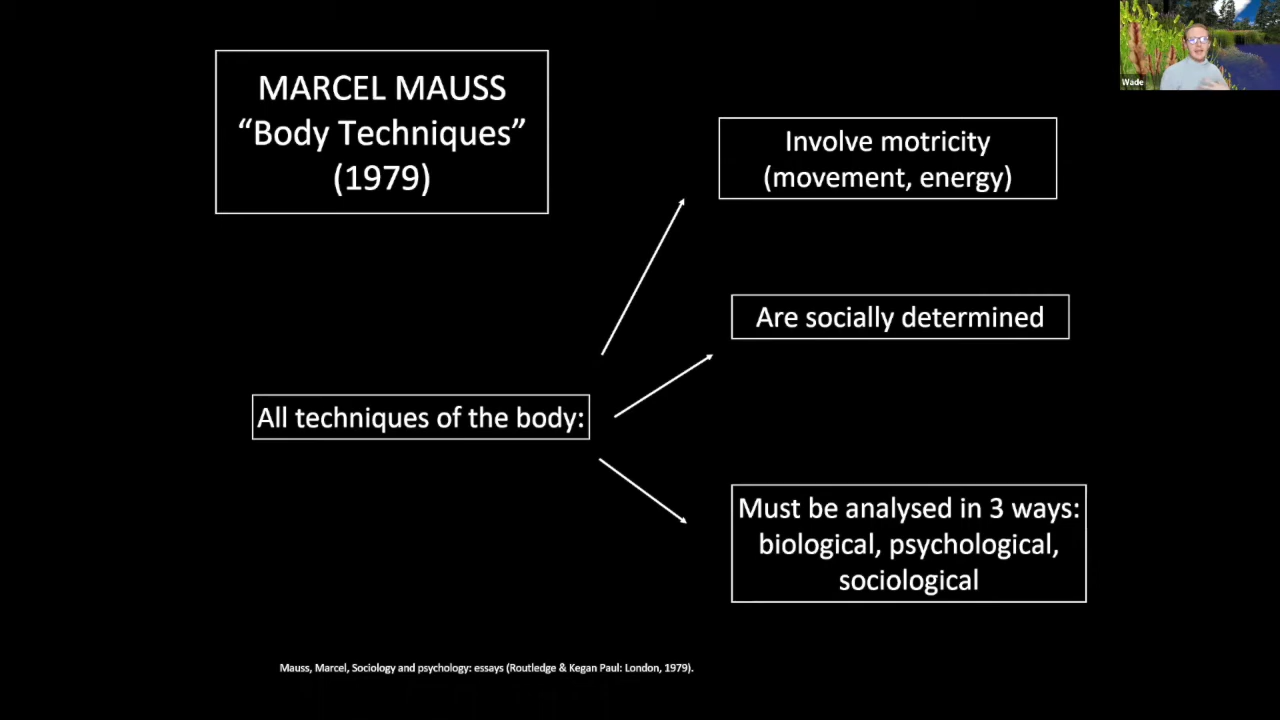 MARCEL MAUSS
“Body Techniques”
(1979)
Wade
Involve motricity
(movement, energy)
Are socially determined
All techniques of the body:
Must be analysed in 3 ways:
biological, psychological,
sociological
Mauss, Marcel, Sociology and psychology: essays (Routledge & Kegan Paul: London, 1979).